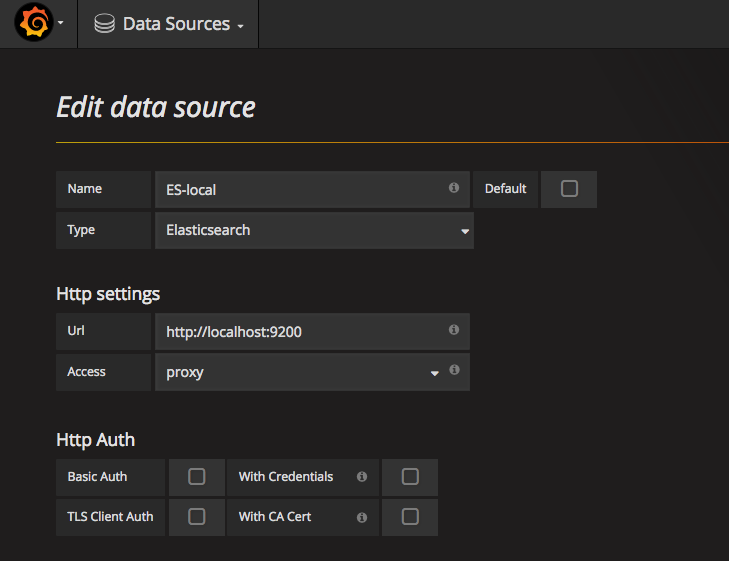 Data Sources
Edit data source
Name ES-local Default
Type Elasticsearch
Http settings
Url http://localhost:9200
Access proxy
Http Auth
Basic Auth With Credentials
TLS Client Auth With CA Cert